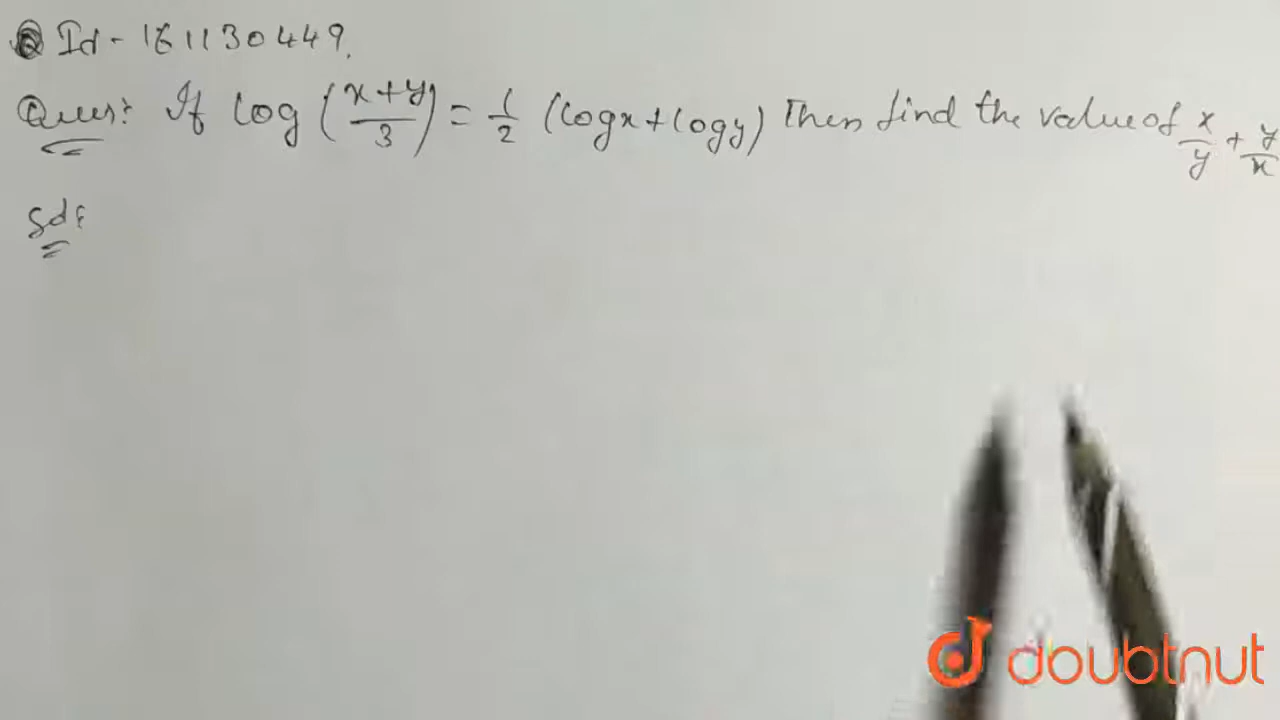 Q Id - 161130449.
Ques: If log (x+y/3) = 1/2 (logx+logy) Then find the value of x/y + y/x
Sol:
doubtnut